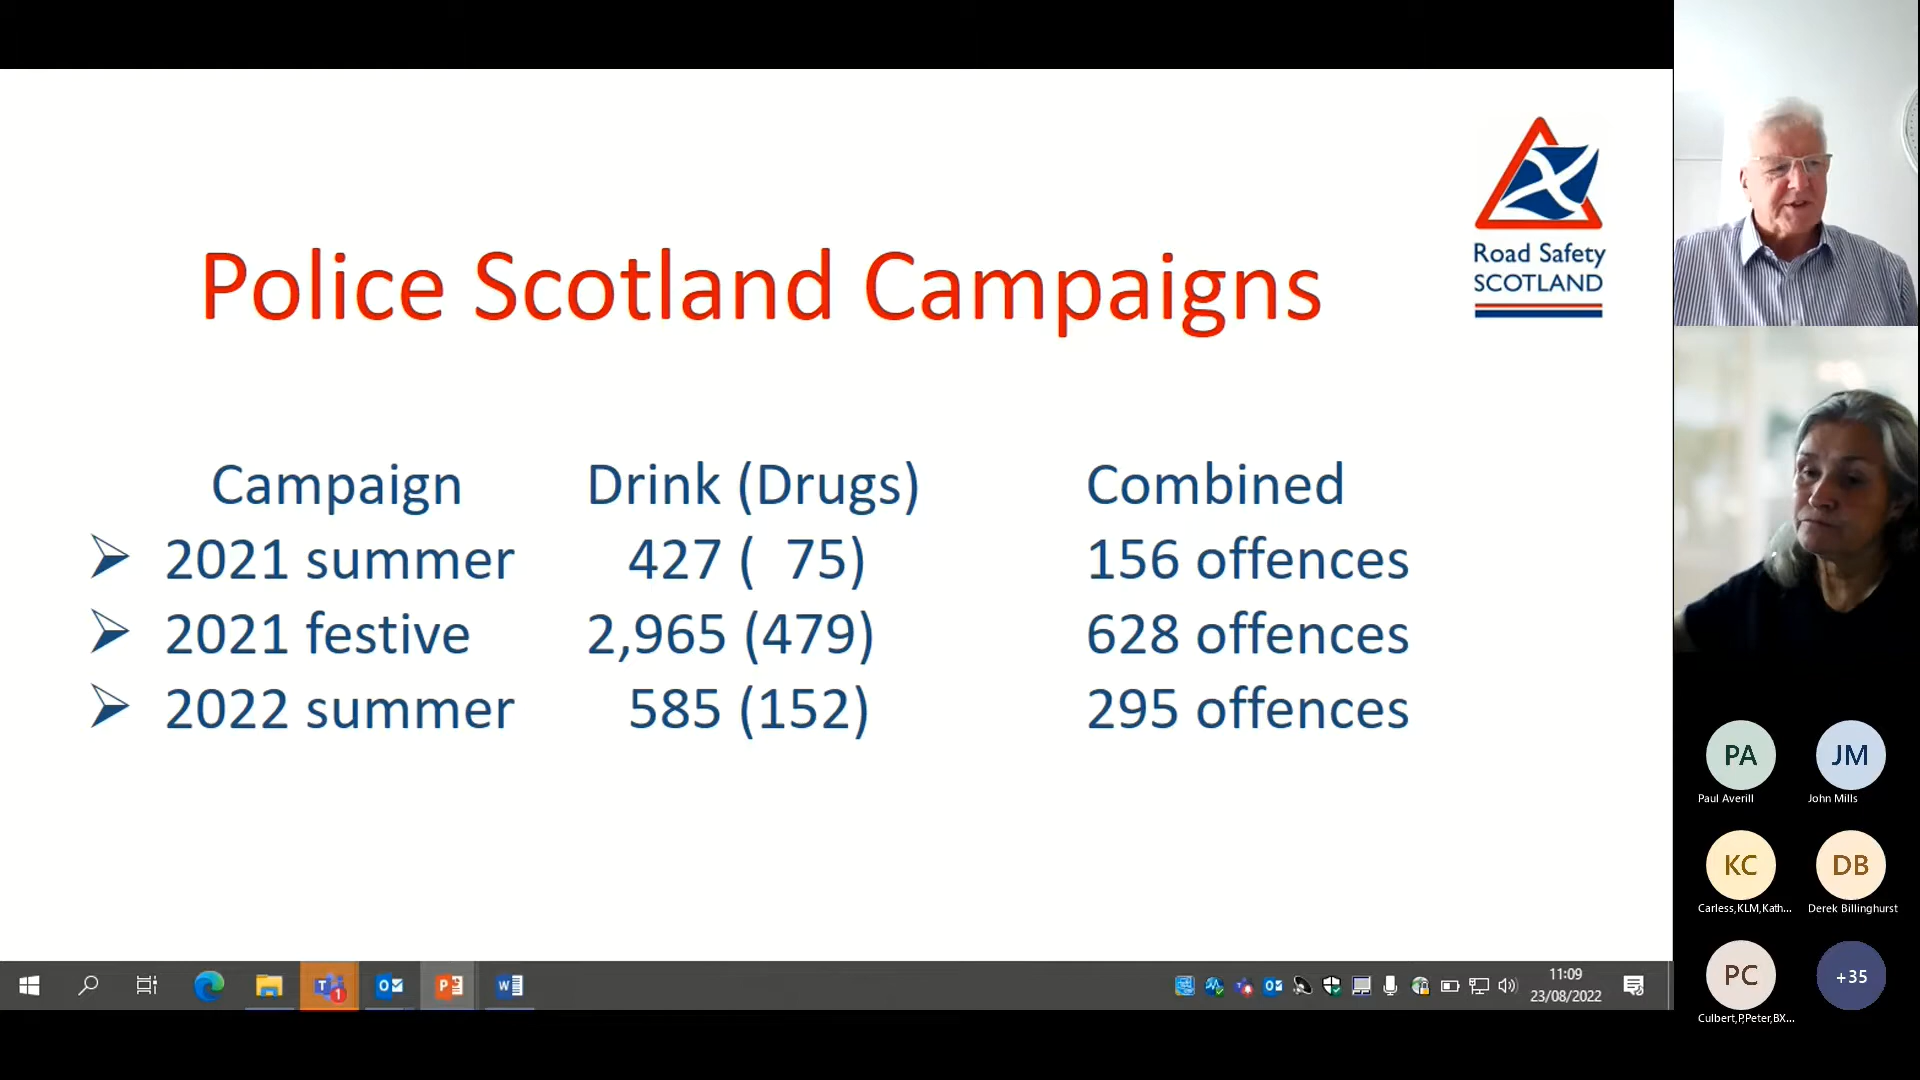 Road Safety
SCOTLAND
Police Scotland Campaigns
Campaign Drink (Drugs) Combined
2021 summer 427 ( 75) 156 offences
2021 festive 2,965 (479) 628 offences
2022 summer 585 (152) 295 offences
PA JM
Paul Averill John Mills
KC DB
Carless,KLM,Kath... Derek Billinghurst
PC +35
Culbert,P,Peter,BX...
11:09
23/08/2022